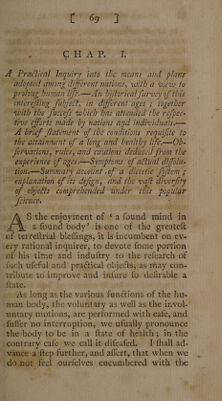 [ 69 ]
CHAP. I.
A Practical Inquiry into the means and plans
adopted among different nations, with a view to
prolong human life.—An historical survey of this
interesting subject, in different ages; together
with the success which has attended the respec-
tive efforts made by nations and individuals.—
A brief statement of the conditions requisite to
the attainment of a long and healthy life.—Ob-
servations, rules, and cautions deduced from the
experience of ages.—Symptoms of actual dissolu-
tion.—Summary account of a dietetic system;
explanation of its design, and the vast diversity
of objects comprehended under this popular
science.
AS the enjoyment of ‘a sound mind in
a sound body’ is one of the greatest
of terrestrial blessings, it is incumbent on ev-
ery rational inquirer, to devote some portion
of his time and industry to the research of
such useful and practical objects, as may con-
tribute to improve and insure so desirable a
state.
As long as the various functions of the hu-
man body, the voluntary as well as the invol-
untary motions, are performed with ease, and
suffer no interruption, we usually pronounce
the body to be in a state of health; in the
contrary case we call it diseased. I shall ad-
vance a step further, and assert, that when we
do not feel ourselves encumbered with the